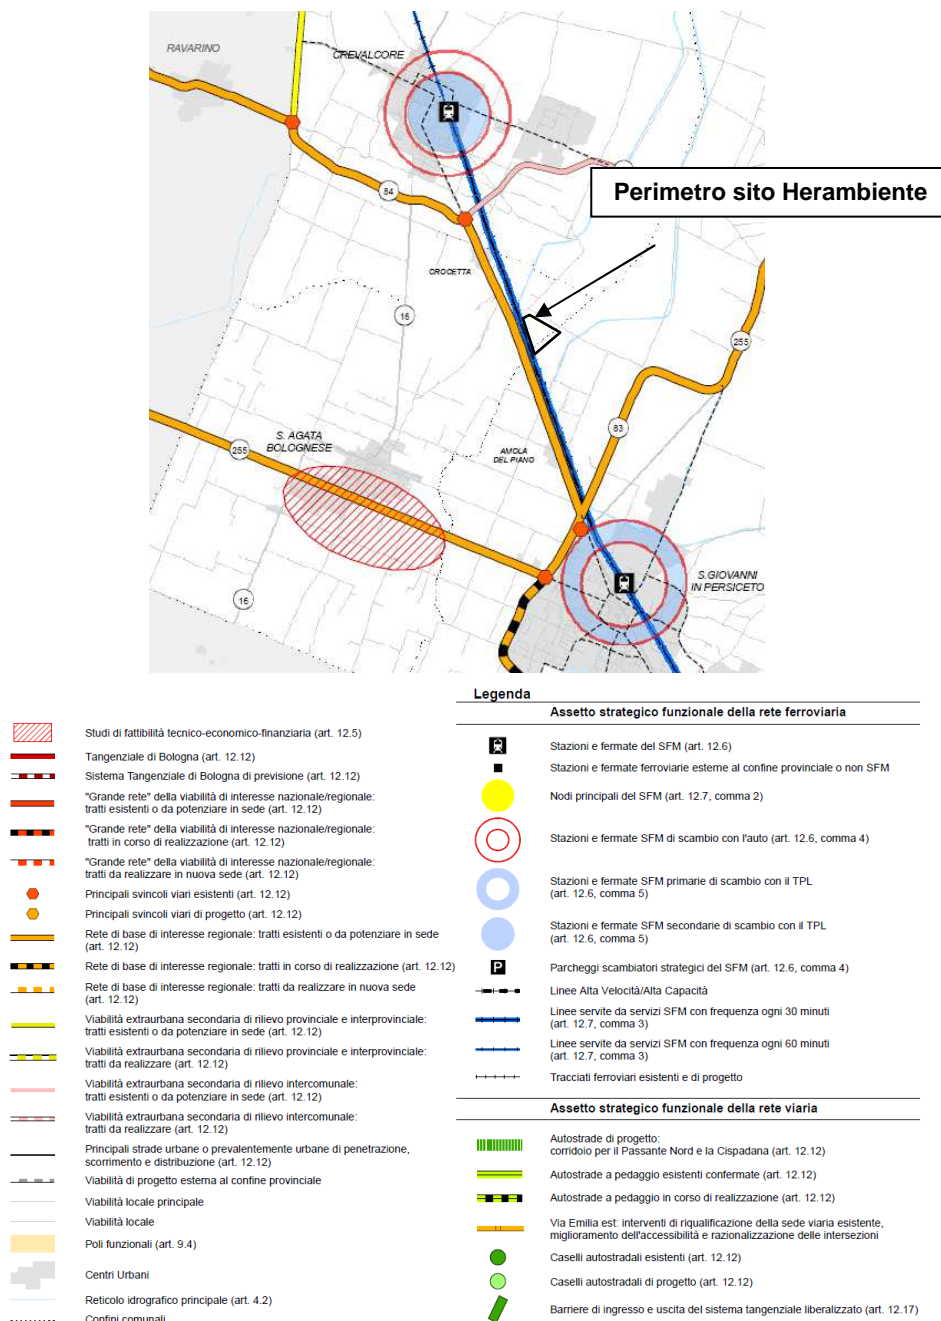 RAVARINO
CREVALCORE
Perimetro sito Herambiente
84
CROCETTA
16
255
S. AGATA
BOLOGNESE
255
83
AMOLA
DEL PIANO
S.GIOVANNI
IN PERSICETO
16
Legenda
Studi di fattibilità tecnico-economico-finanziaria (art. 12.5)
Tangenziale di Bologna (art. 12.12)
Sistema Tangenziale di Bologna di previsione (art. 12.12)
"Grande rete" della viabilità di interesse nazionale/regionale:
tratti esistenti o da potenziare in sede (art. 12.12)
"Grande rete" della viabilità di interesse nazionale/regionale:
tratti in corso di realizzazione (art. 12.12)
"Grande rete" della viabilità di interesse nazionale/regionale:
tratti da realizzare in nuova sede (art. 12.12)
Principali svincoli viari esistenti (art. 12.12)
Principali svincoli viari di progetto (art. 12.12)
Rete di base di interesse regionale: tratti esistenti o da potenziare in sede
(art. 12.12)
Rete di base di interesse regionale: tratti in corso di realizzazione (art. 12.12)
Rete di base di interesse regionale: tratti da realizzare in nuova sede
(art. 12.12)
Viabilità extraurbana secondaria di rilievo provinciale e interprovinciale:
tratti esistenti o da potenziare in sede (art. 12.12)
Viabilità extraurbana secondaria di rilievo provinciale e interprovinciale:
tratti da realizzare (art. 12.12)
Viabilità extraurbana secondaria di rilievo intercomunale:
tratti esistenti o da potenziare in sede (art. 12.12)
Viabilità extraurbana secondaria di rilievo intercomunale:
tratti da realizzare (art. 12.12)
Principali strade urbane o prevalentemente urbane di penetrazione,
scorrimento e distribuzione (art. 12.12)
Viabilità di progetto esterna al confine provinciale
Viabilità locale principale
Viabilità locale
Poli funzionali (art. 9.4)
Centri Urbani
Reticolo idrografico principale (art. 4.2)
Confini comunali
Assetto strategico funzionale della rete ferroviaria
Stazioni e fermate del SFM (art. 12.6)
Stazioni e fermate ferroviarie esterne al confine provinciale o non SFM
Nodi principali del SFM (art. 12.7, comma 2)
Stazioni e fermate SFM di scambio con l'auto (art. 12.6, comma 4)
Stazioni e fermate SFM primarie di scambio con il TPL
(art. 12.6, comma 5)
Stazioni e fermate SFM secondarie di scambio con il TPL
(art. 12.6, comma 5)
P
Parcheggi scambiatori strategici del SFM (art. 12.6, comma 4)
Linee Alta Velocità/Alta Capacità
Linee servite da servizi SFM con frequenza ogni 30 minuti
(art. 12.7, comma 3)
Linee servite da servizi SFM con frequenza ogni 60 minuti
(art. 12.7, comma 3)
Tracciati ferroviari esistenti e di progetto
Assetto strategico funzionale della rete viaria
Autostrade di progetto:
corridoio per il Passante Nord e la Cispadana (art. 12.12)
Autostrade a pedaggio esistenti confermate (art. 12.12)
Autostrade a pedaggio in corso di realizzazione (art. 12.12)
Via Emilia est: interventi di riqualificazione della sede viaria esistente,
miglioramento dell'accessibilità e razionalizzazione delle intersezioni
Caselli autostradali esistenti (art. 12.12)
Caselli autostradali di progetto (art. 12.12)
Barriere di ingresso e uscita del sistema tangenziale liberalizzato (art. 12.17)